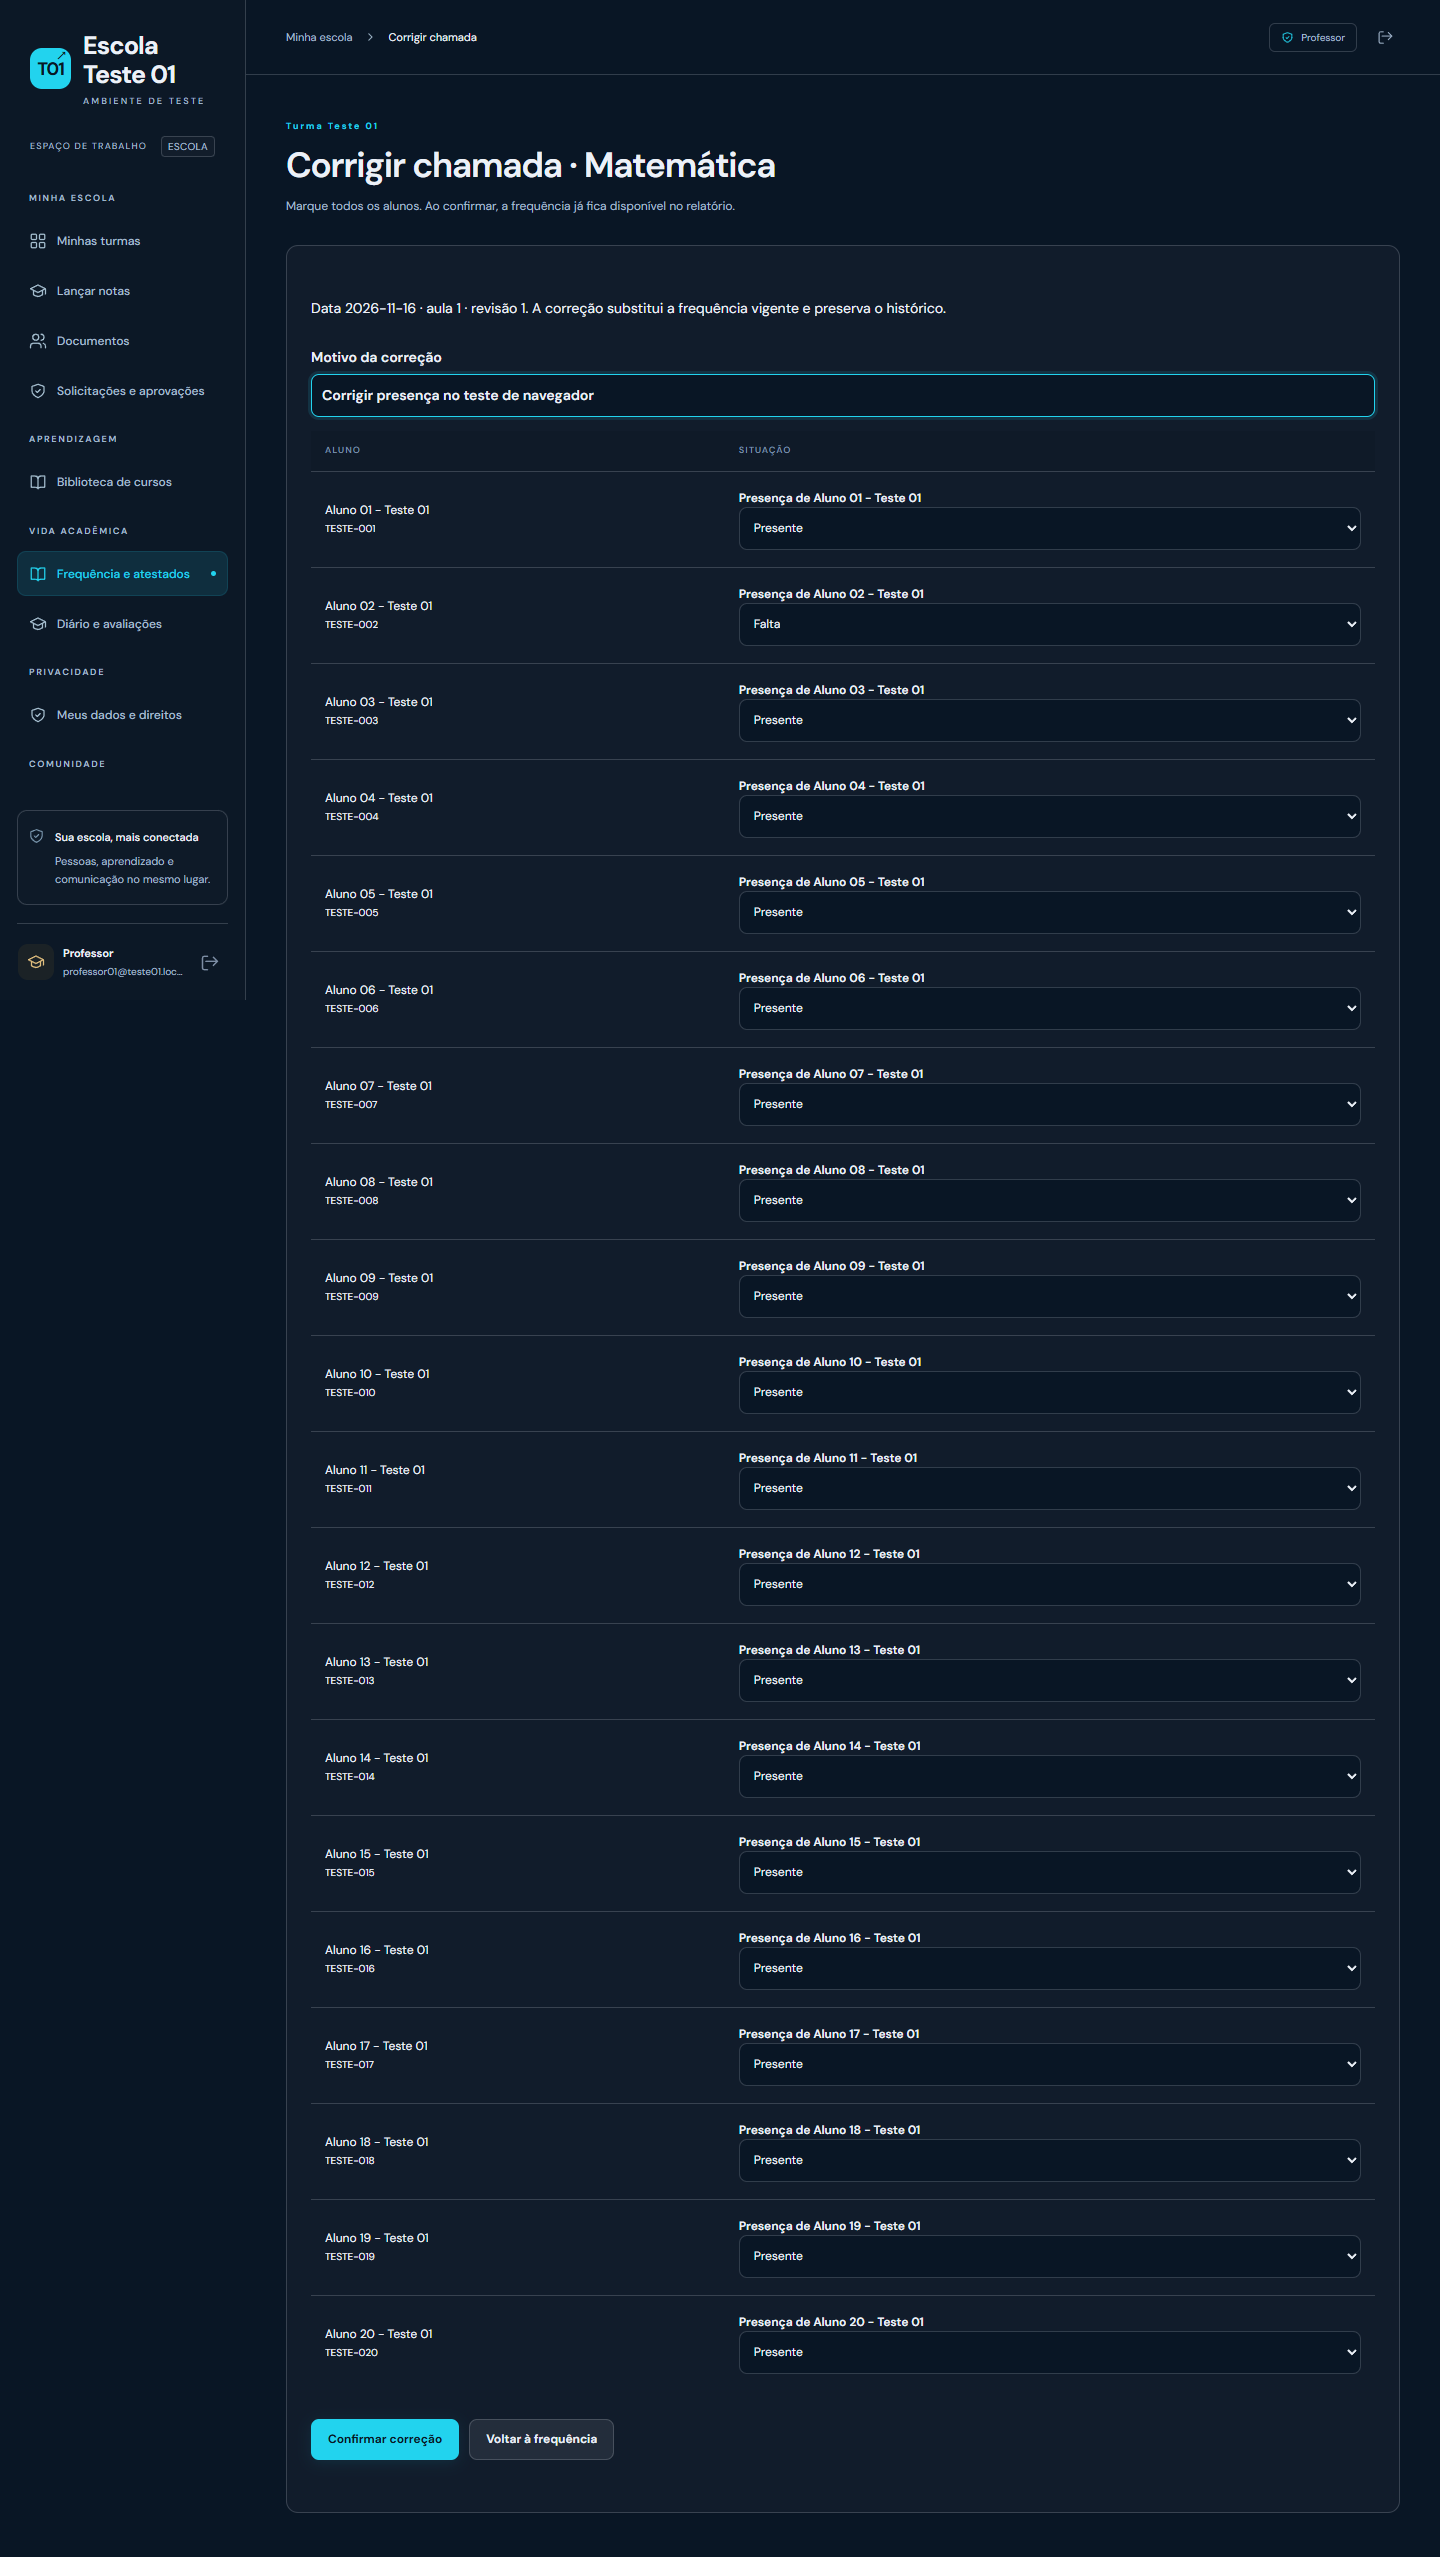 T01
Escola
Teste 01
AMBIENTE DE TESTE
ESPAÇO DE TRABALHO
ESCOLA
MINHA ESCOLA
Minhas turmas
Lançar notas
Documentos
Solicitações e aprovações
APRENDIZAGEM
Biblioteca de cursos
VIDA ACADÊMICA
Frequência e atestados
Diário e avaliações
PRIVACIDADE
Meus dados e direitos
COMUNIDADE
Sua escola, mais conectada
Pessoas, aprendizado e
comunicação no mesmo lugar.
Professor
professor01@teste01.loc...
Minha escola > Corrigir chamada
Professor
Turma Teste 01
Corrigir chamada · Matemática
Marque todos os alunos. Ao confirmar, a frequência já fica disponível no relatório.
Data 2026-11-16 · aula 1 · revisão 1. A correção substitui a frequência vigente e preserva o histórico.
Motivo da correção
Corrigir presença no teste de navegador
ALUNO
SITUAÇÃO
Aluno 01 - Teste 01
TESTE-001
Presença de Aluno 01 - Teste 01
Presente
Aluno 02 - Teste 01
TESTE-002
Presença de Aluno 02 - Teste 01
Falta
Aluno 03 - Teste 01
TESTE-003
Presença de Aluno 03 - Teste 01
Presente
Aluno 04 - Teste 01
TESTE-004
Presença de Aluno 04 - Teste 01
Presente
Aluno 05 - Teste 01
TESTE-005
Presença de Aluno 05 - Teste 01
Presente
Aluno 06 - Teste 01
TESTE-006
Presença de Aluno 06 - Teste 01
Presente
Aluno 07 - Teste 01
TESTE-007
Presença de Aluno 07 - Teste 01
Presente
Aluno 08 - Teste 01
TESTE-008
Presença de Aluno 08 - Teste 01
Presente
Aluno 09 - Teste 01
TESTE-009
Presença de Aluno 09 - Teste 01
Presente
Aluno 10 - Teste 01
TESTE-010
Presença de Aluno 10 - Teste 01
Presente
Aluno 11 - Teste 01
TESTE-011
Presença de Aluno 11 - Teste 01
Presente
Aluno 12 - Teste 01
TESTE-012
Presença de Aluno 12 - Teste 01
Presente
Aluno 13 - Teste 01
TESTE-013
Presença de Aluno 13 - Teste 01
Presente
Aluno 14 - Teste 01
TESTE-014
Presença de Aluno 14 - Teste 01
Presente
Aluno 15 - Teste 01
TESTE-015
Presença de Aluno 15 - Teste 01
Presente
Aluno 16 - Teste 01
TESTE-016
Presença de Aluno 16 - Teste 01
Presente
Aluno 17 - Teste 01
TESTE-017
Presença de Aluno 17 - Teste 01
Presente
Aluno 18 - Teste 01
TESTE-018
Presença de Aluno 18 - Teste 01
Presente
Aluno 19 - Teste 01
TESTE-019
Presença de Aluno 19 - Teste 01
Presente
Aluno 20 - Teste 01
TESTE-020
Presença de Aluno 20 - Teste 01
Presente
Confirmar correção
Voltar à frequência